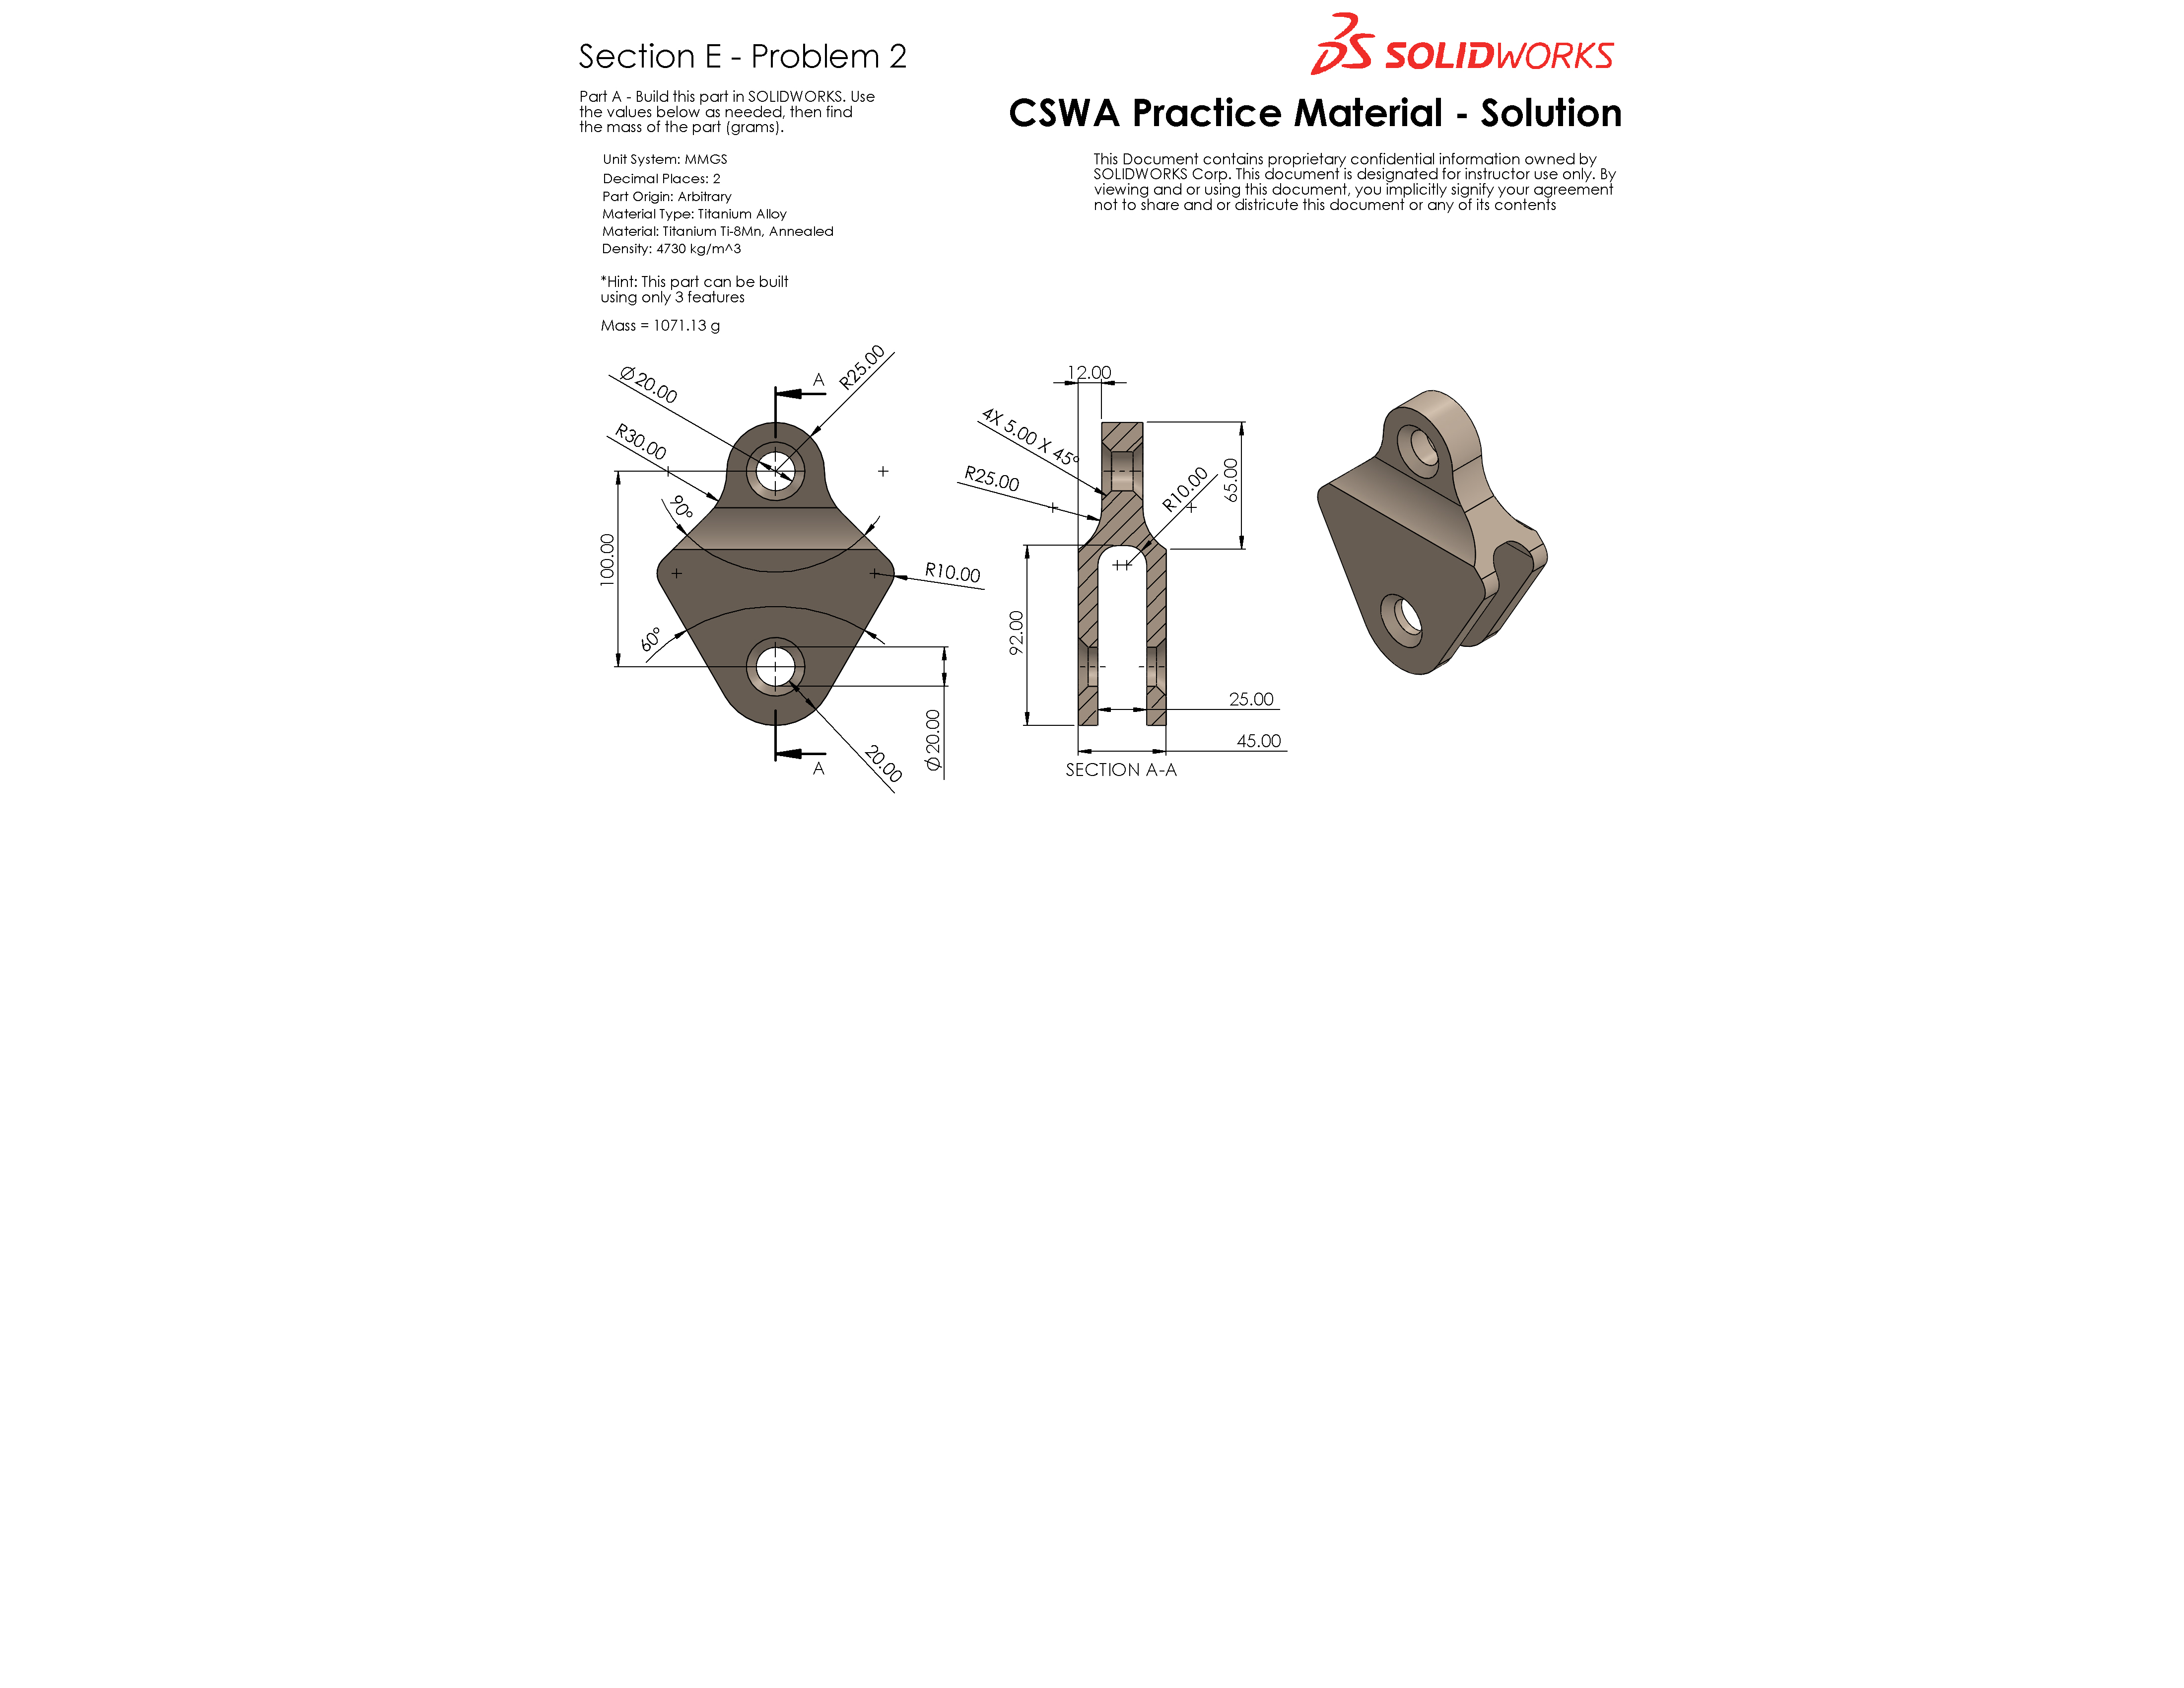 Section E - Problem 2
SOLIDWORKS
Part A - Build this part in SOLIDWORKS. Use
the values below as needed, then find
the mass of the part (grams).
CSWA Practice Material - Solution
Unit System: MMGS
Decimal Places: 2
Part Origin: Arbitrary
Material Type: Titanium Alloy
Material: Titanium Ti-8Mn, Annealed
Density: 4730 kg/m^3
This Document contains proprietary confidential information owned by
SOLIDWORKS Corp. This document is designated for instructor use only. By
viewing and or using this document, you implicitly signify your agreement
not to share and or districute this document or any of its contents
*Hint: This part can be built
using only 3 features
Mass = 1071.13 g
Ø20.00
A
R25.00
R30.00
90°
100.00
R10.00
60°
Ø20.00
20.00
A
12.00
4X 5.00 X 45°
R25.00
R10.00
65.00
92.00
25.00
45.00
SECTION A-A